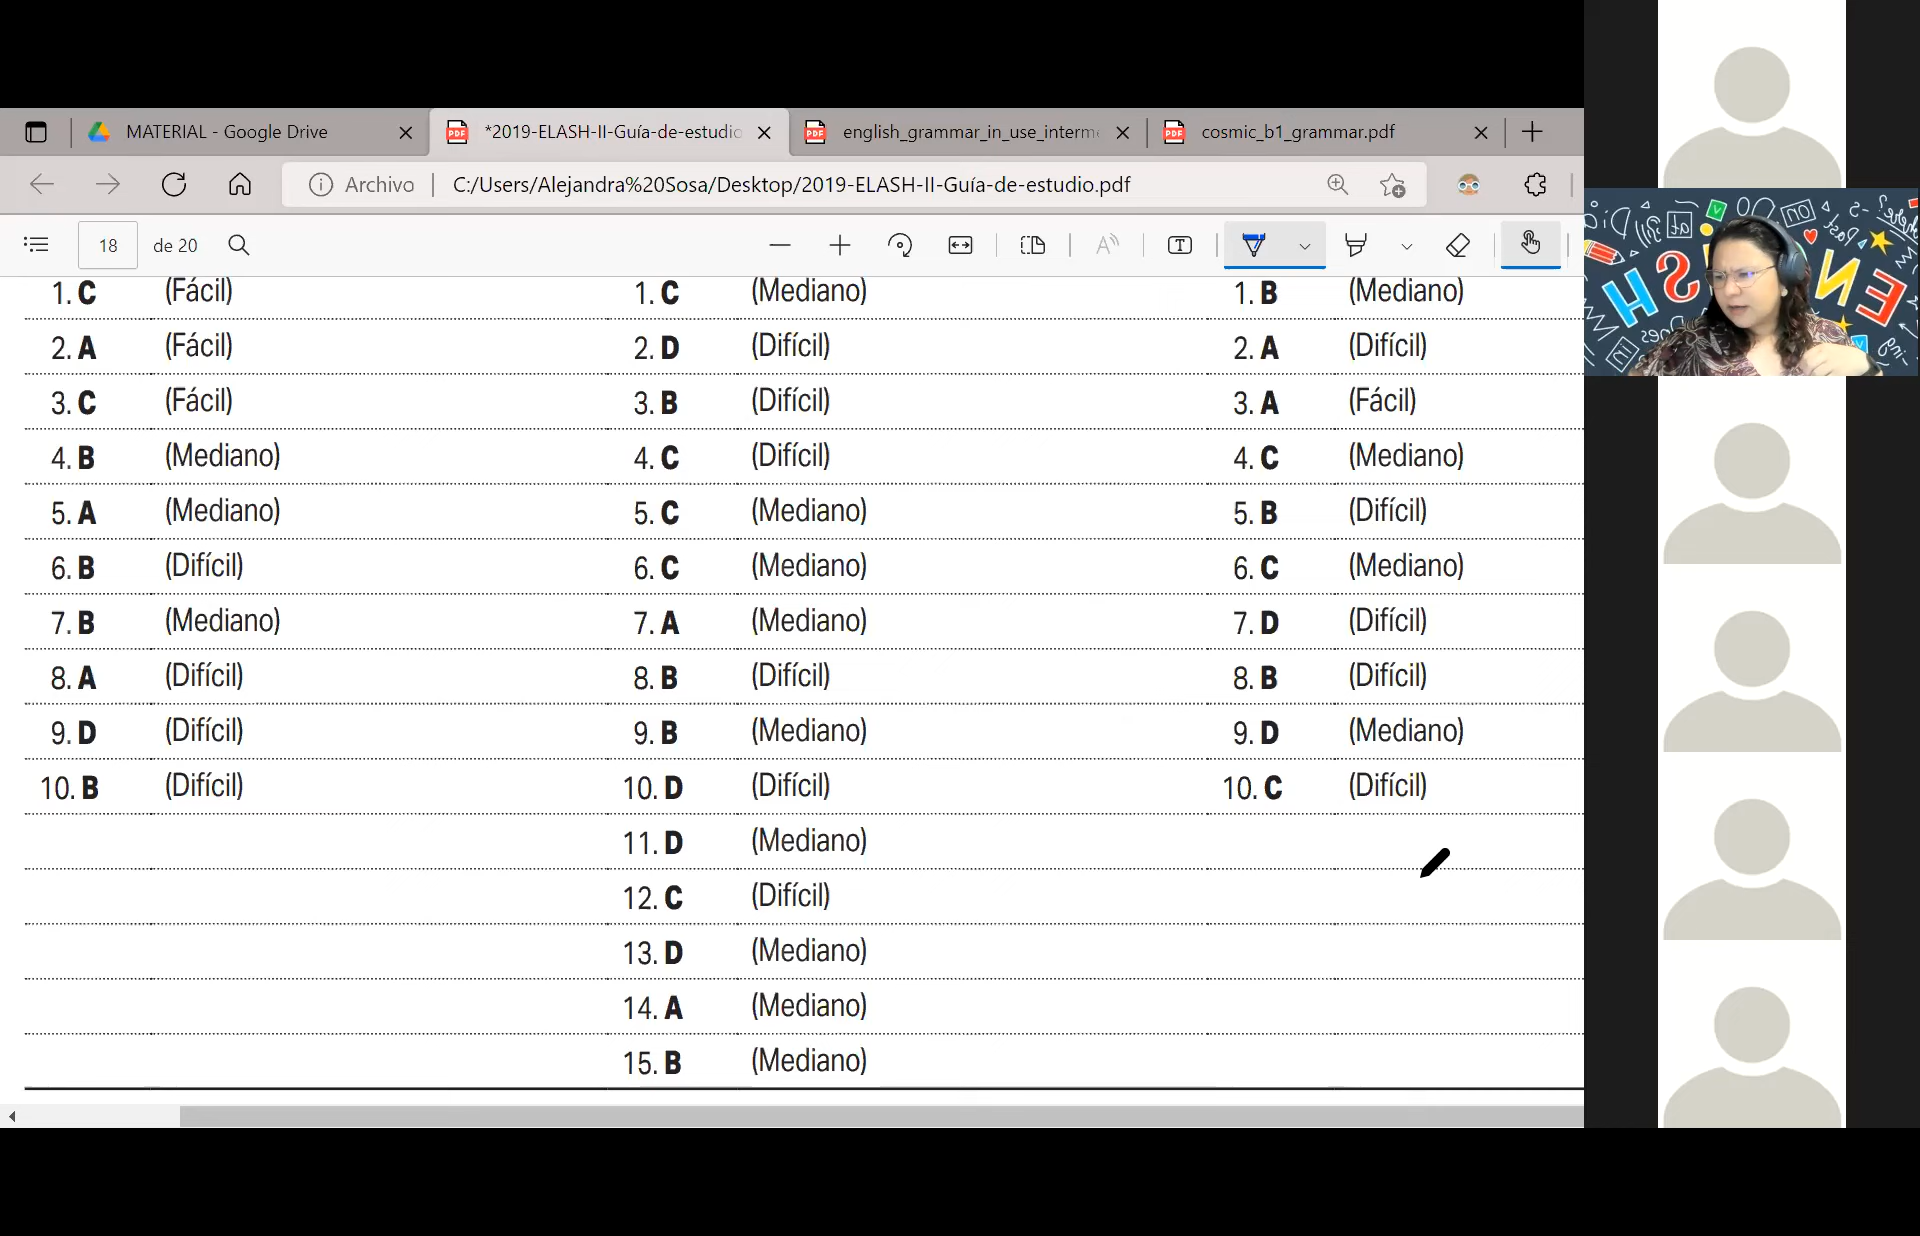 MATERIAL - Google Drive
*2019-ELASH-II-Guía-de-estudio
english_grammar_in_use_interme
cosmic_b1_grammar.pdf
Archivo
C:/Users/Alejandra%20Sosa/Desktop/2019-ELASH-II-Guía-de-estudio.pdf
18 de 20
1. C (Fácil) 1. C (Mediano) 1. B (Mediano)
2. A (Fácil) 2. D (Difícil) 2. A (Difícil)
3. C (Fácil) 3. B (Difícil) 3. A (Fácil)
4. B (Mediano) 4. C (Difícil) 4. C (Mediano)
5. A (Mediano) 5. C (Mediano) 5. B (Difícil)
6. B (Difícil) 6. C (Mediano) 6. C (Mediano)
7. B (Mediano) 7. A (Mediano) 7. D (Difícil)
8. A (Difícil) 8. B (Difícil) 8. B (Difícil)
9. D (Difícil) 9. B (Mediano) 9. D (Mediano)
10. B (Difícil) 10. D (Difícil) 10. C (Difícil)
11. D (Mediano)
12. C (Difícil)
13. D (Mediano)
14. A (Mediano)
15. B (Mediano)